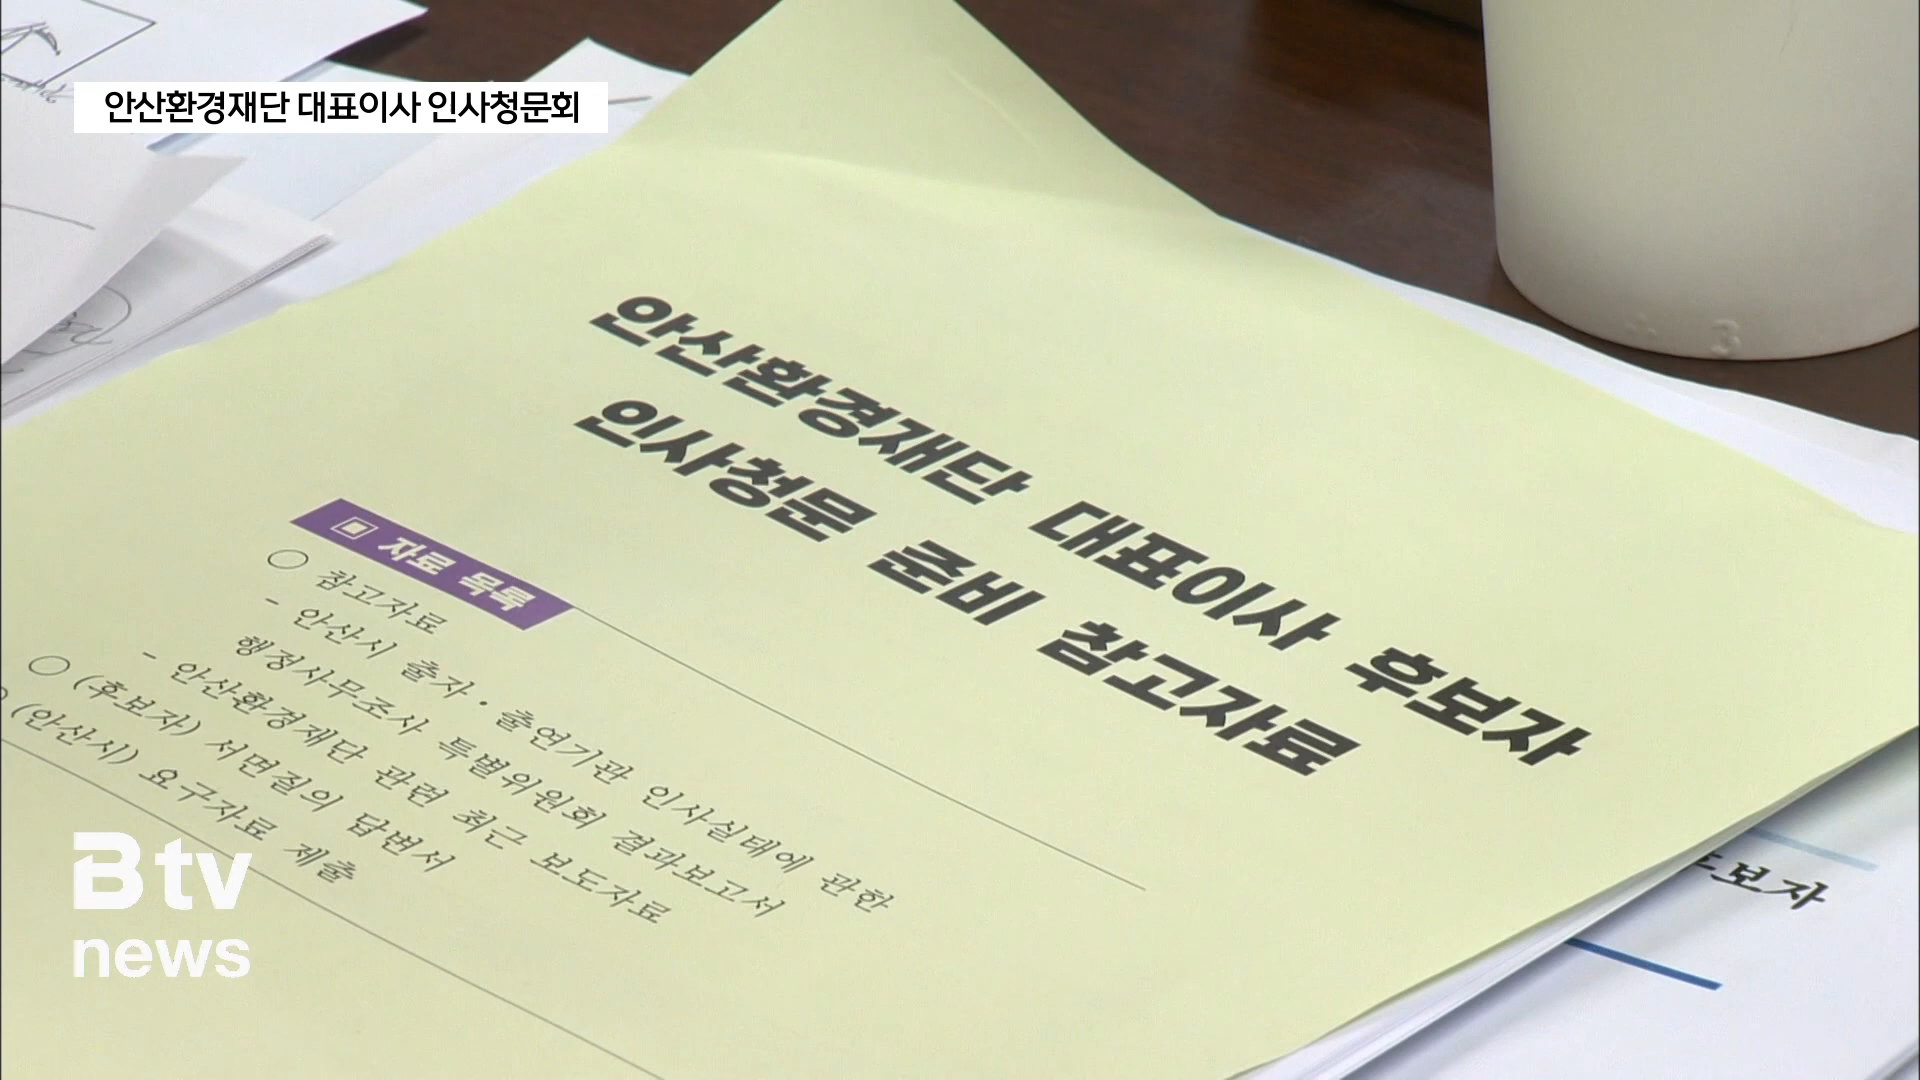 안산환경재단 대표이사 인사청문회
안산환경재단 대표이사 후보자
인사청문 준비 참고자료
▣ 자료 목록
○ 참고자료
- 안산시 출자·출연기관 인사실태에 관한
행정사무조사 특별위원회 결과보고서
- 안산환경재단 관련 최근 보도자료
○ (후보자) 서면질의 답변서
○ (안산시) 요구자료 제출
후보자
3
B tv
news